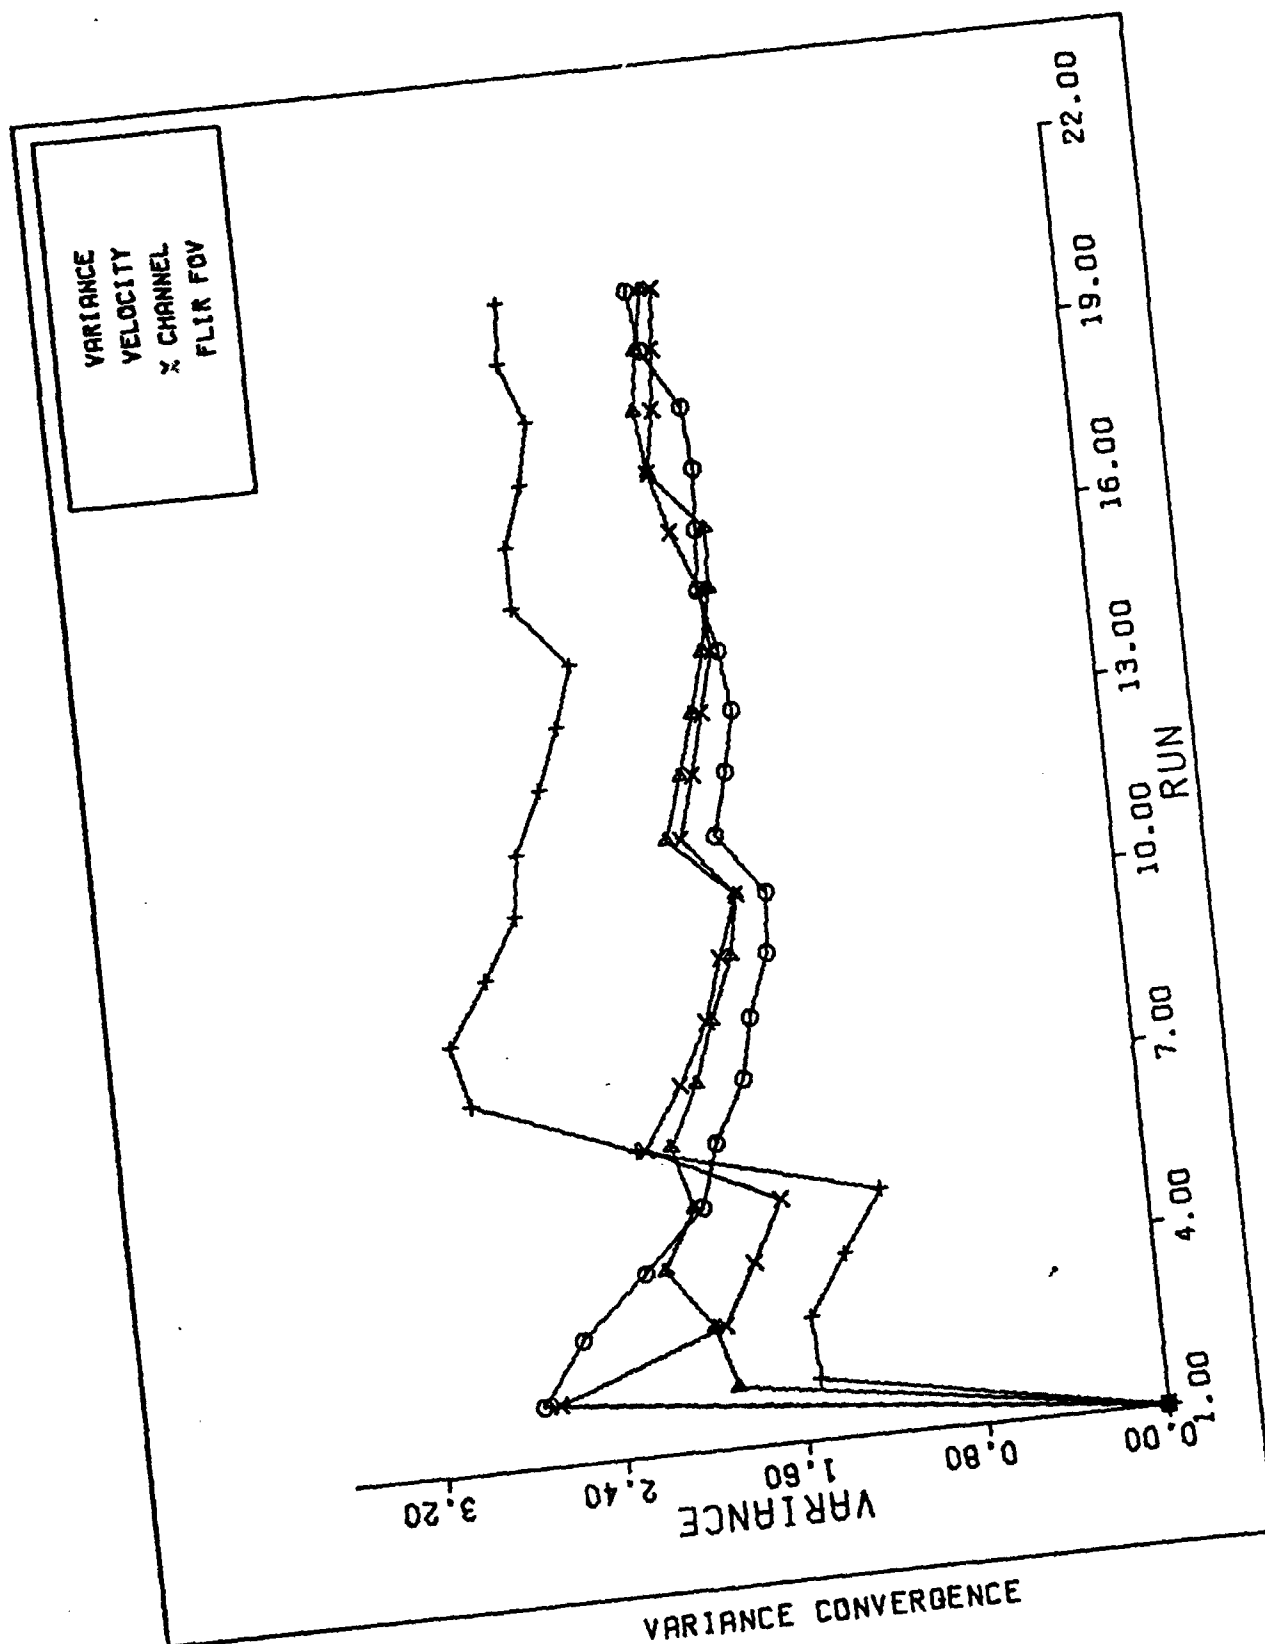 VARIANCE
VELOCITY
X CHANNEL
FLIR FOV
3.20
2.40
1.60
0.80
0.00
VARIANCE
1.00
4.00
7.00
10.00
13.00
16.00
19.00
22.00
RUN
VARIANCE CONVERGENCE